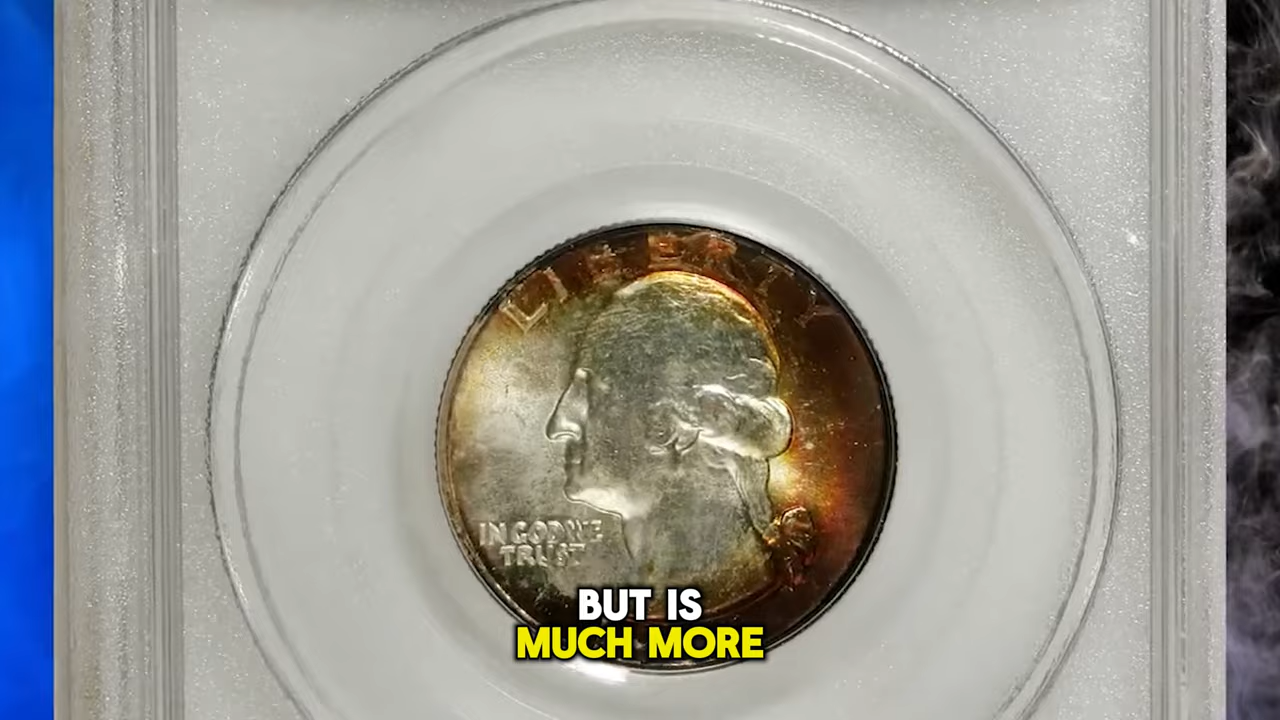 LIBERTY
IN GOD WE
TRUST
BUT IS
MUCH MORE